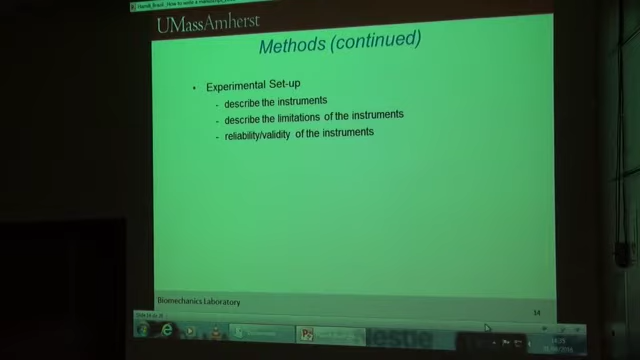 UMassAmherst
Methods (continued)
• Experimental Set-up
- describe the instruments
- describe the limitations of the instruments
- reliability/validity of the instruments
Biomechanics Laboratory
14